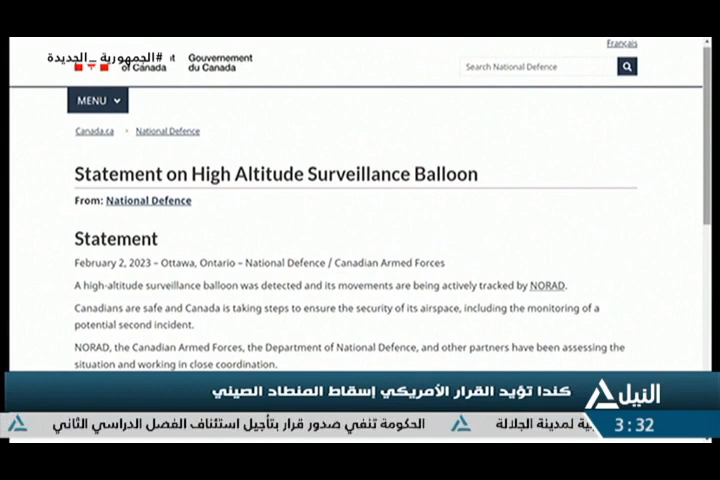 #الجمهورية_الجديدة
of Canada
Gouvernement
du Canada
Français
Search National Defence
MENU
Canada.ca › National Defence
Statement on High Altitude Surveillance Balloon
From: National Defence
Statement
February 2, 2023 – Ottawa, Ontario – National Defence / Canadian Armed Forces
A high-altitude surveillance balloon was detected and its movements are being actively tracked by NORAD.
Canadians are safe and Canada is taking steps to ensure the security of its airspace, including the monitoring of a
potential second incident.
NORAD, the Canadian Armed Forces, the Department of National Defence, and other partners have been assessing the
situation and working in close coordination.
النيل
كندا تؤيد القرار الأمريكي إسقاط المنطاد الصيني
لمدينة الجلالة
الحكومة تنفي صدور قرار بتأجيل استئناف الفصل الدراسي الثاني
3:32